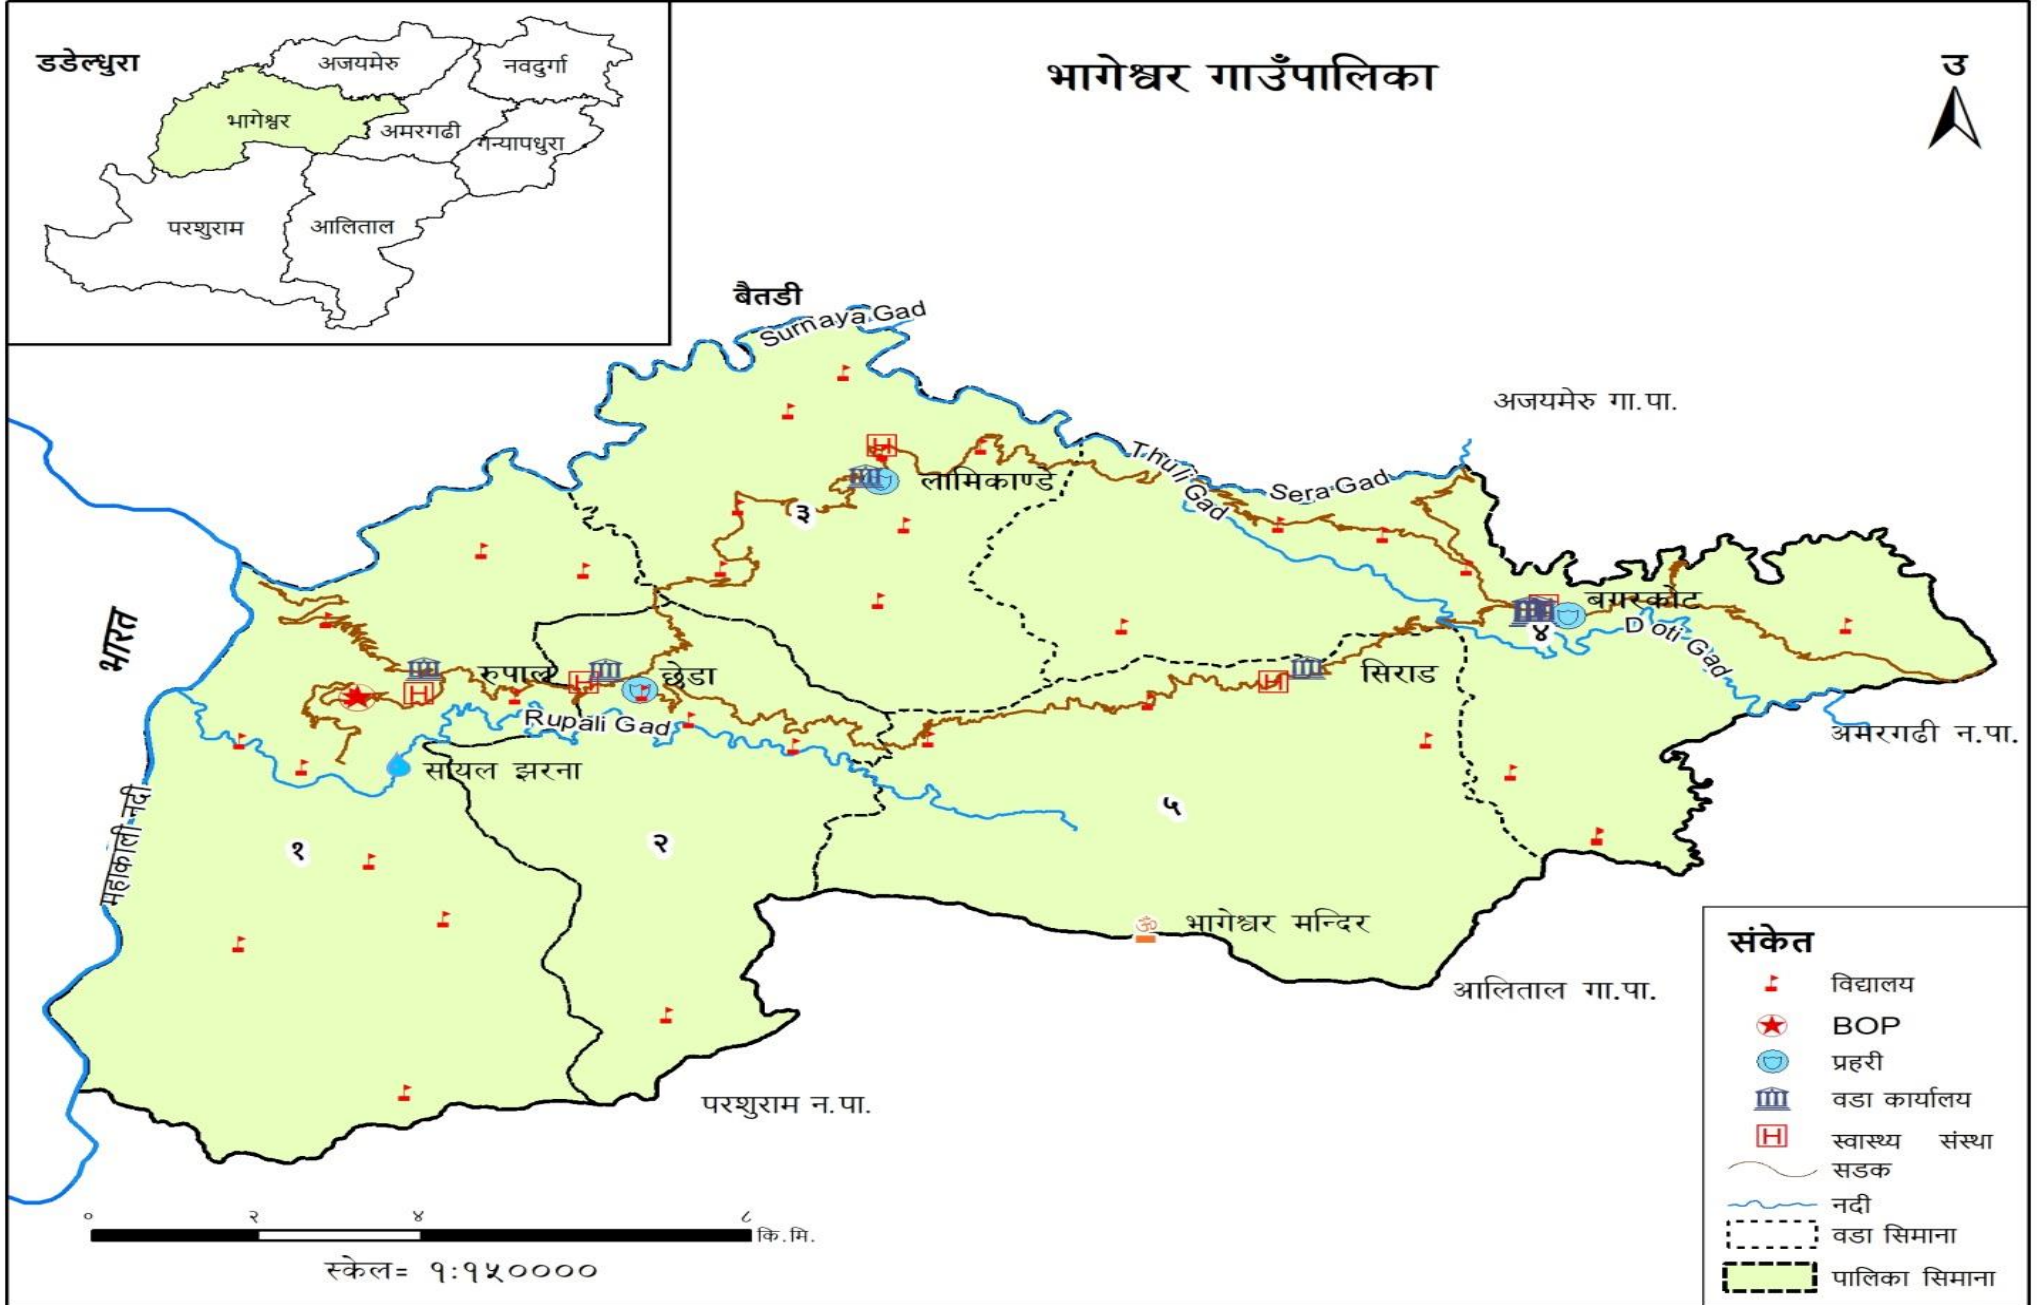 डडेल्धुरा
अजयमेरु
नवदुर्गा
भागेश्वर
अमरगढी
गन्यापधुरा
परशुराम
आलिताल
भागेश्वर गाउँपालिका
उ
बैतडी
Surnaya Gad
अजयमेरु गा.पा.
Thuli Gad
Sera Gad
लामिकाण्डे
३
बगरकोट
४
Doti Gad
भारत
रुपाल
छेडा
सिराड
Rupali Gad
अमरगढी न.पा.
सायल झरना
महाकाली नदी
१
२
५
भागेश्वर मन्दिर
आलिताल गा.पा.
परशुराम न.पा.
संकेत
विद्यालय
BOP
प्रहरी
वडा कार्यालय
H स्वास्थ्य संस्था
सडक
नदी
वडा सिमाना
पालिका सिमाना
० २ ४ ८ कि.मि.
स्केल= १:१५००००